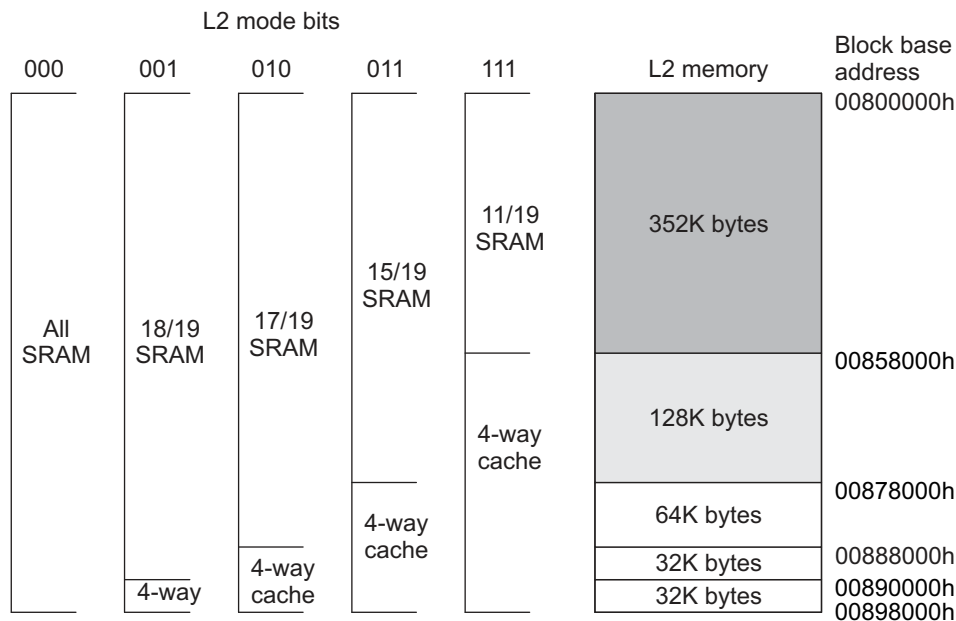 L2 mode bits
000 001 010 011 111 L2 memory
Block base
address
00800000h
11/19
SRAM
352K bytes
15/19
SRAM
All
SRAM
18/19
SRAM
17/19
SRAM
00858000h
4-way
cache
128K bytes
00878000h
4-way
cache
64K bytes
00888000h
4-way
cache
32K bytes
00890000h
4-way
32K bytes
00898000h